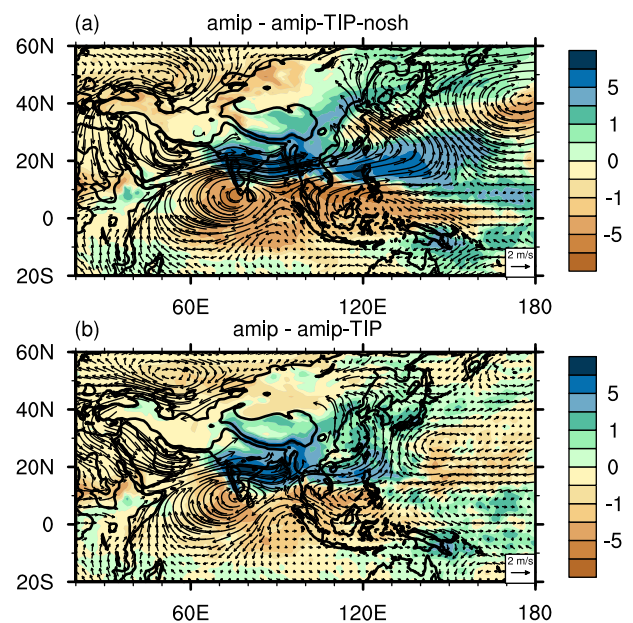 (a) amip - amip-TIP-nosh
60N
40N
20N
0
20S
60E 120E 180
2 m/s
5
1
0
-1
-5
(b) amip - amip-TIP
60N
40N
20N
0
20S
60E 120E 180
2 m/s
5
1
0
-1
-5